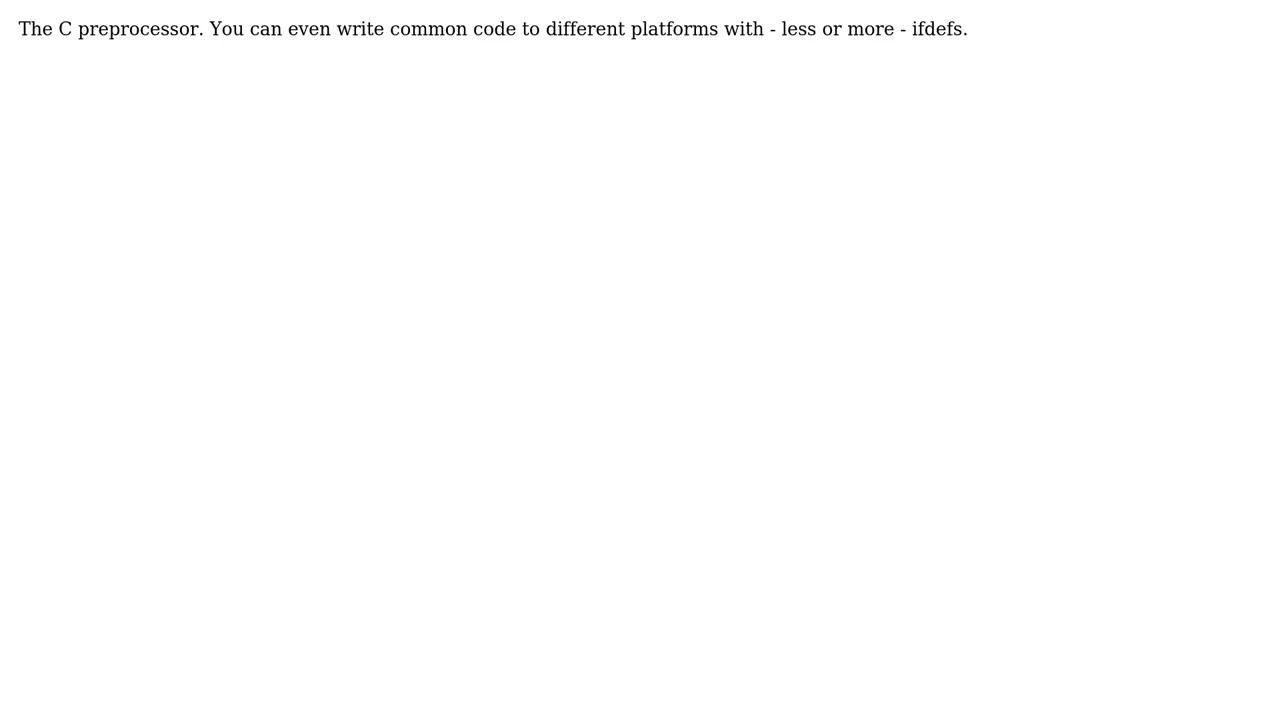 The C preprocessor. You can even write common code to different platforms with - less or more - ifdefs.